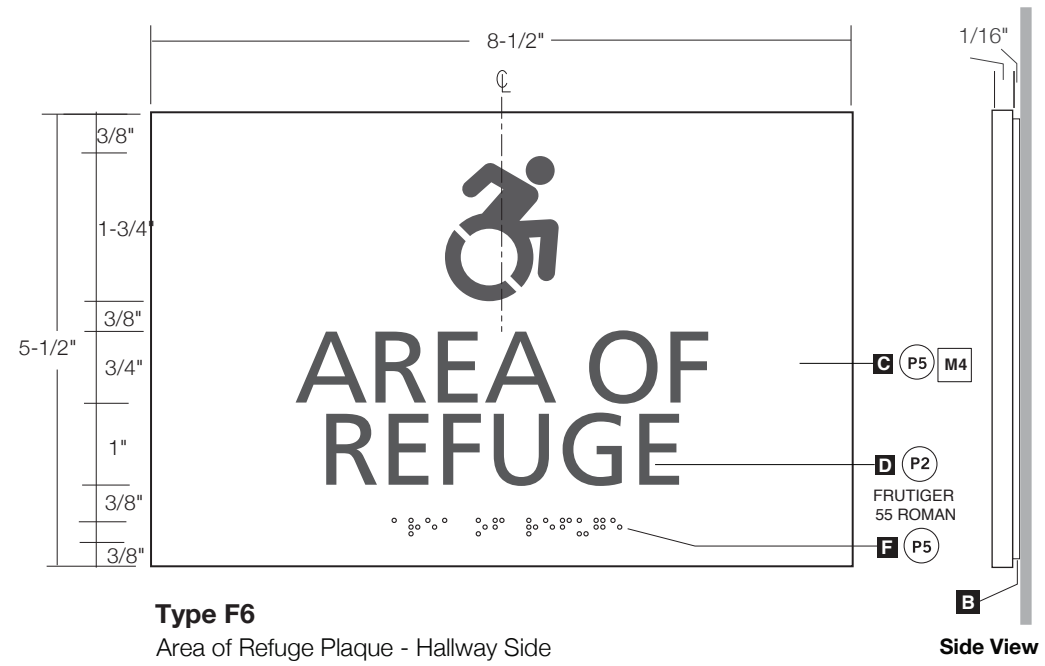 8-1/2"
1/16"
℄
3/8"
1-3/4"
3/8"
5-1/2"
3/4"
1"
3/8"
3/8"
AREA OF
REFUGE
C P5 M4
D P2
FRUTIGER
55 ROMAN
F P5
B
Type F6
Area of Refuge Plaque - Hallway Side
Side View